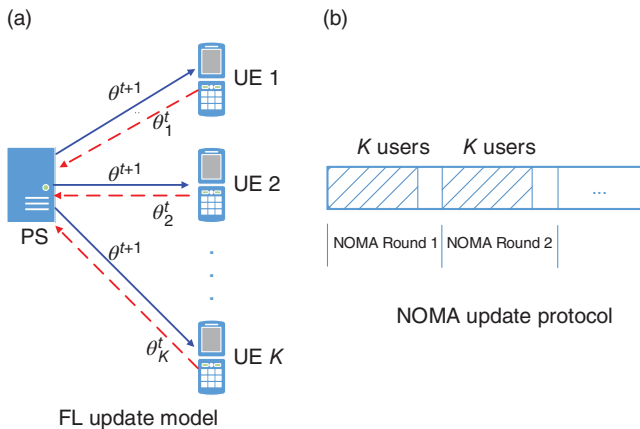 (a)
θ^{t+1}
UE 1
θ_1^t
θ^{t+1}
UE 2
θ_2^t
PS
θ^{t+1}
θ_K^t
UE K
FL update model
(b)
K users K users
...
NOMA Round 1 NOMA Round 2
NOMA update protocol